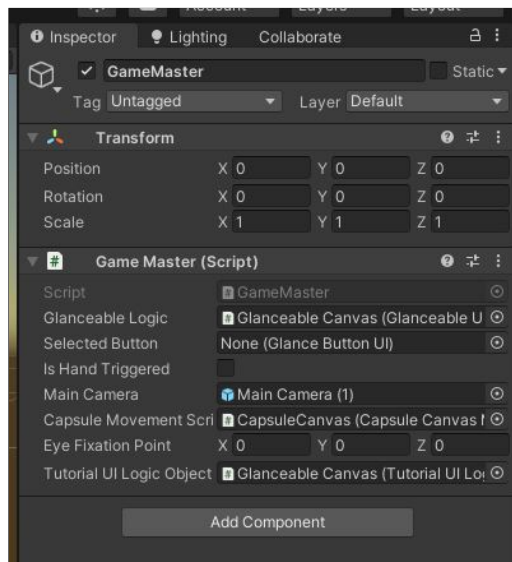 Inspector Lighting Collaborate
GameMaster Static
Tag Untagged Layer Default
Transform
Position X 0 Y 0 Z 0
Rotation X 0 Y 0 Z 0
Scale X 1 Y 1 Z 1
# Game Master (Script)
Script # GameMaster
Glanceable Logic # Glanceable Canvas (Glanceable U
Selected Button None (Glance Button UI)
Is Hand Triggered
Main Camera Main Camera (1)
Capsule Movement Scri # CapsuleCanvas (Capsule Canvas
Eye Fixation Point X 0 Y 0 Z 0
Tutorial UI Logic Object # Glanceable Canvas (Tutorial UI
Add Component